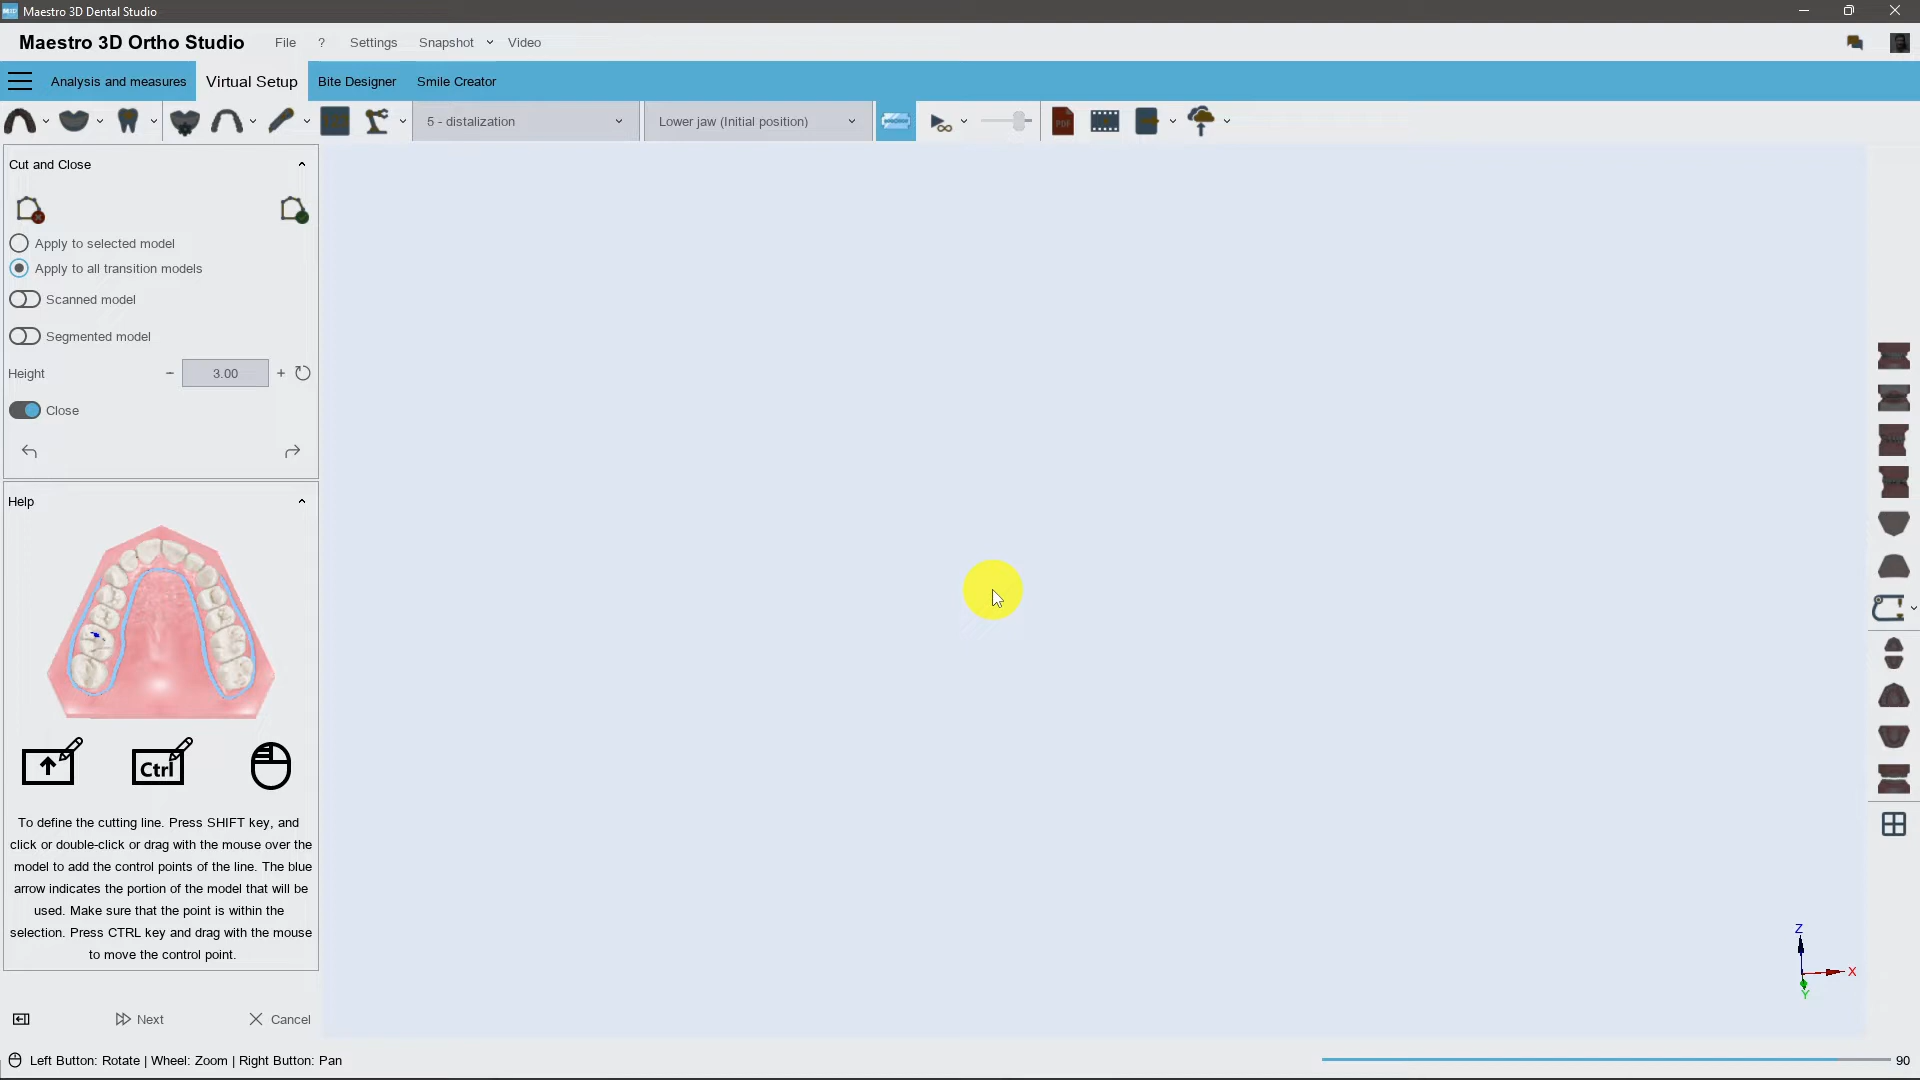 Maestro 3D Dental Studio
Maestro 3D Ortho Studio File ? Settings Snapshot Video
Analysis and measures Virtual Setup Bite Designer Smile Creator
5 - distalization Lower jaw (Initial position) PDF
Cut and Close
Apply to selected model
Apply to all transition models
Scanned model
Segmented model
Height - 3.00 +
Close
Help
Ctrl
To define the cutting line. Press SHIFT key, and
click or double-click or drag with the mouse over the
model to add the control points of the line. The blue
arrow indicates the portion of the model that will be
used. Make sure that the point is within the
selection. Press CTRL key and drag with the mouse
to move the control point.
Z
X
Y
Next Cancel
Left Button: Rotate | Wheel: Zoom | Right Button: Pan 90